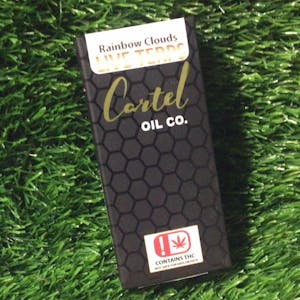 Rainbow Clouds
LIVE TERPS
Cartel
OIL CO.
!
CONTAINS THC